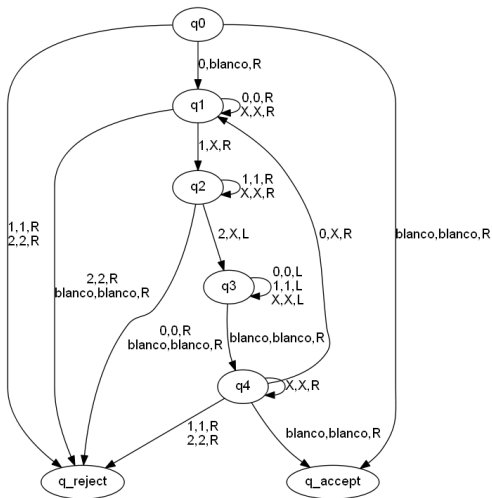 q0
0,blanco,R
q1
0,0,R
X,X,R
1,X,R
q2
1,1,R
X,X,R
1,1,R
2,2,R
2,X,L
0,X,R
blanco,blanco,R
2,2,R
blanco,blanco,R
q3
0,0,L
1,1,L
X,X,L
0,0,R
blanco,blanco,R
blanco,blanco,R
q4
X,X,R
1,1,R
2,2,R
blanco,blanco,R
q_reject
q_accept